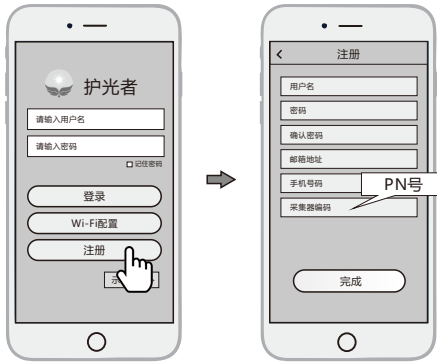 护光者
请输入用户名
请输入密码
记住密码
登录
Wi-Fi配置
注册
注册
用户名
密码
确认密码
邮箱地址
手机号码
PN号
采集器编码
完成